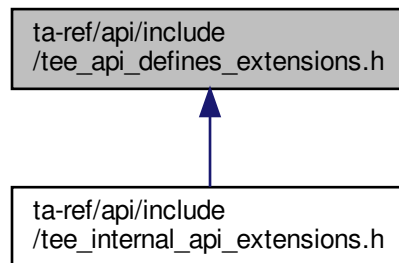 ta-ref/api/include
/tee_api_defines_extensions.h
ta-ref/api/include
/tee_internal_api_extensions.h